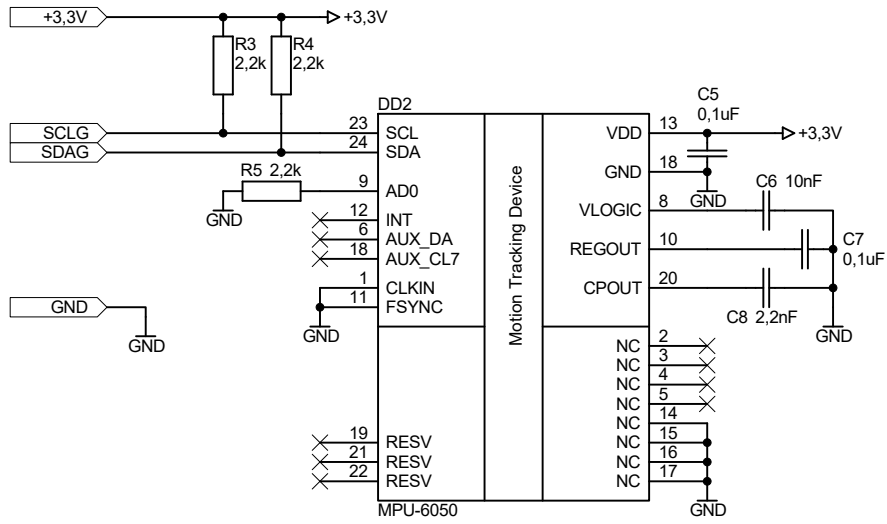 +3,3V
+3,3V
R3
2,2k
R4
2,2k
DD2
SCLG
23
SCL
SDAG
24
SDA
R5 2,2k
9
AD0
GND
12
INT
6
AUX_DA
18
AUX_CL7
1
CLKIN
11
FSYNC
GND
GND
GND
19
RESV
21
RESV
22
RESV
MPU-6050
Motion Tracking Device
C5
0,1uF
VDD
13
+3,3V
GND
18
GND
C6 10nF
VLOGIC
8
REGOUT
10
C7
0,1uF
CPOUT
20
C8 2,2nF
GND
NC
2
NC
3
NC
4
NC
5
NC
14
NC
15
NC
16
NC
17
GND